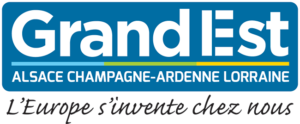 Grand Est
ALSACE CHAMPAGNE-ARDENNE LORRAINE
L'Europe s'invente chez nous